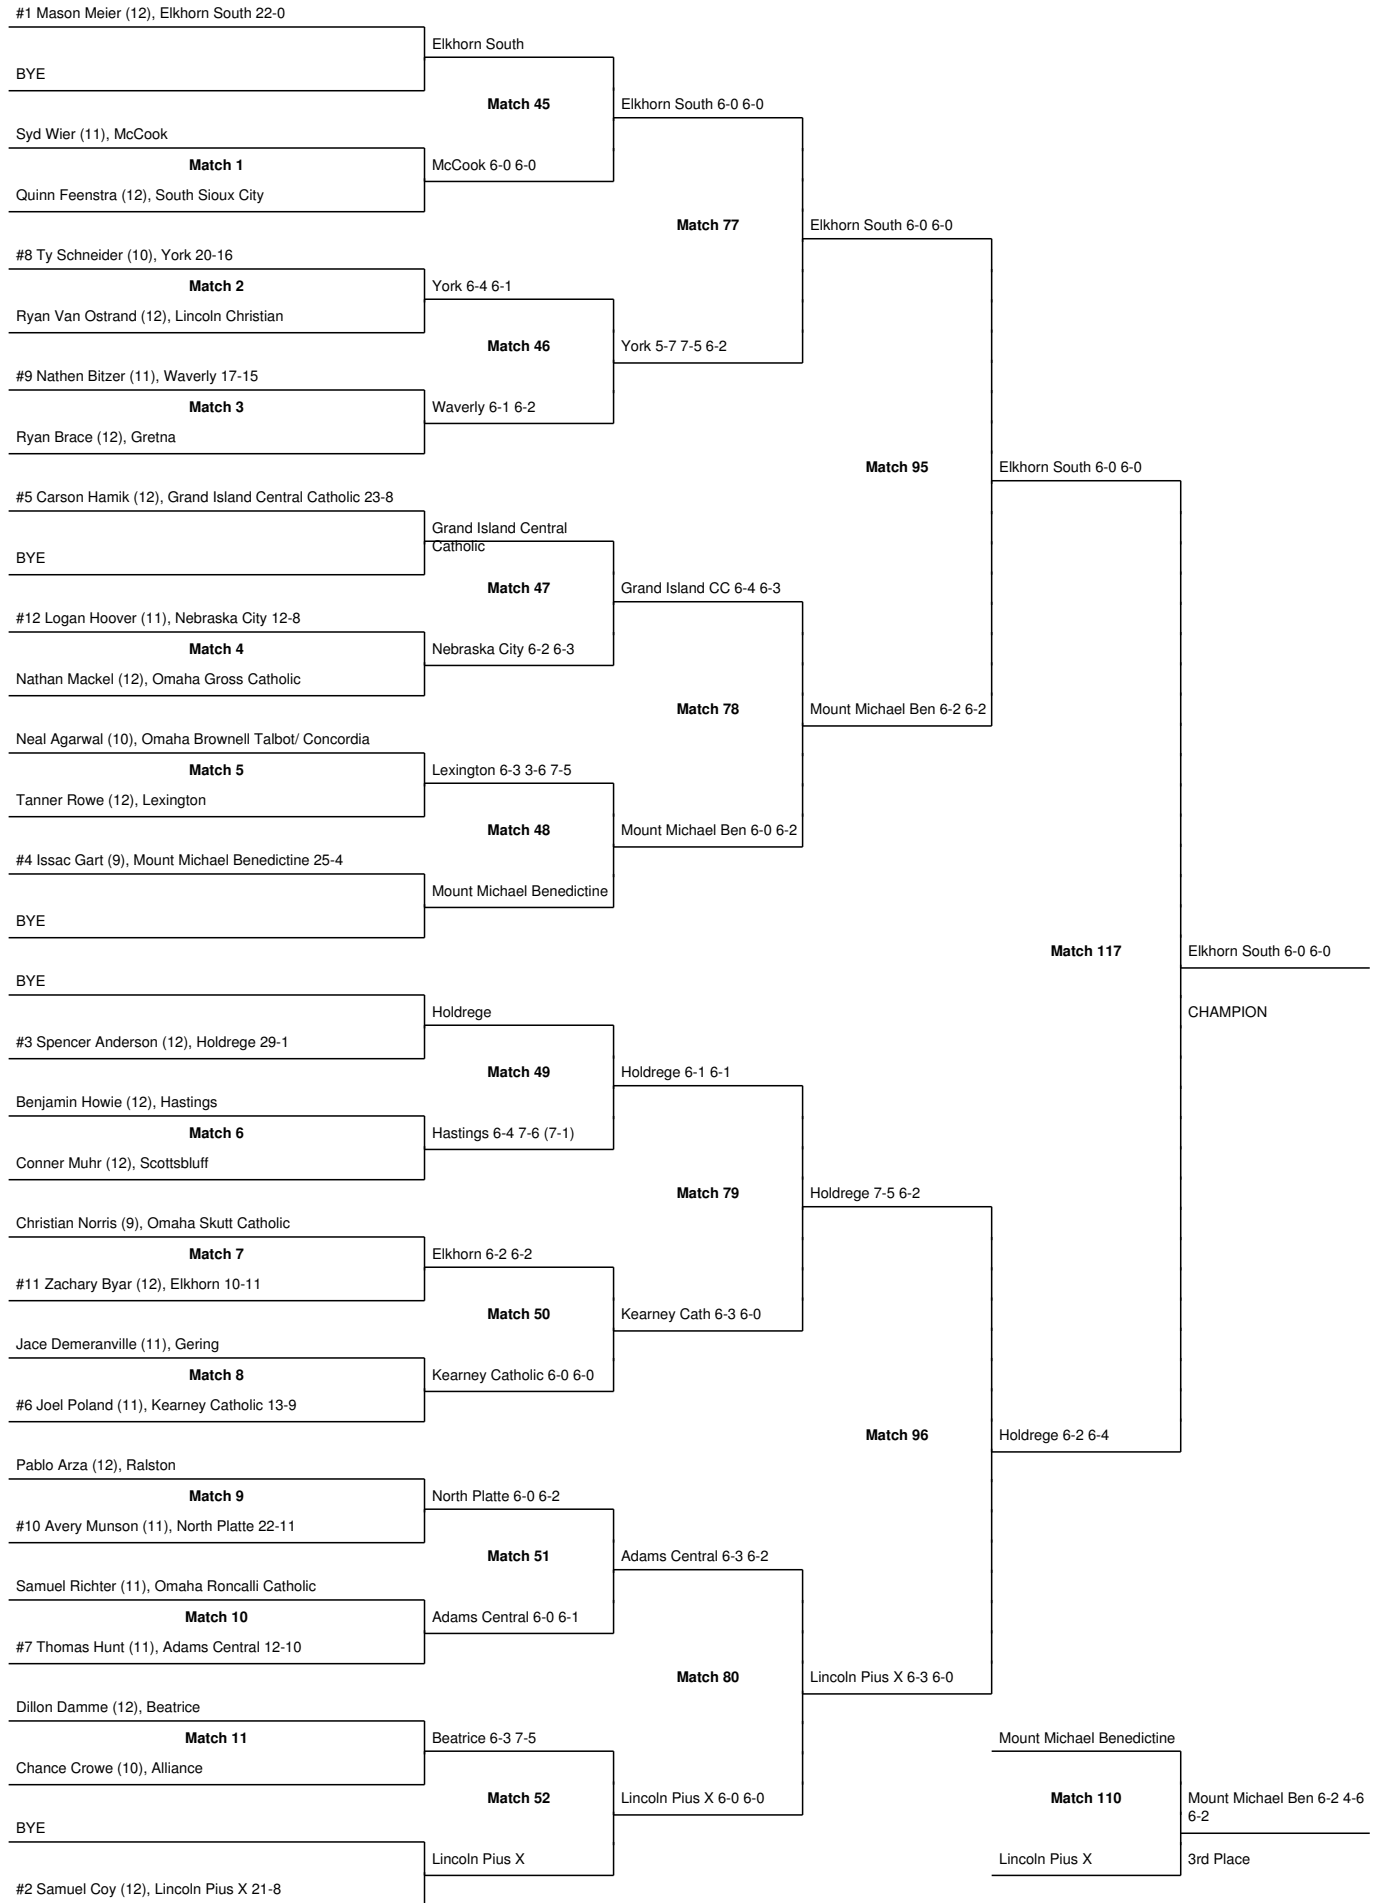 #1 Mason Meier (12), Elkhorn South 22-0
Elkhorn South
BYE
Match 45
Elkhorn South 6-0 6-0
Syd Wier (11), McCook
Match 1
McCook 6-0 6-0
Quinn Feenstra (12), South Sioux City
Match 77
Elkhorn South 6-0 6-0
#8 Ty Schneider (10), York 20-16
Match 2
York 6-4 6-1
Ryan Van Ostrand (12), Lincoln Christian
Match 46
York 5-7 7-5 6-2
#9 Nathen Bitzer (11), Waverly 17-15
Match 3
Waverly 6-1 6-2
Ryan Brace (12), Gretna
Match 95
Elkhorn South 6-0 6-0
#5 Carson Hamik (12), Grand Island Central Catholic 23-8
Grand Island Central
Catholic
BYE
Match 47
Grand Island CC 6-4 6-3
#12 Logan Hoover (11), Nebraska City 12-8
Match 4
Nebraska City 6-2 6-3
Nathan Mackel (12), Omaha Gross Catholic
Match 78
Mount Michael Ben 6-2 6-2
Neal Agarwal (10), Omaha Brownell Talbot/ Concordia
Match 5
Lexington 6-3 3-6 7-5
Tanner Rowe (12), Lexington
Match 48
Mount Michael Ben 6-0 6-2
#4 Issac Gart (9), Mount Michael Benedictine 25-4
Mount Michael Benedictine
BYE
Match 117
Elkhorn South 6-0 6-0
BYE
Holdrege
CHAMPION
#3 Spencer Anderson (12), Holdrege 29-1
Match 49
Holdrege 6-1 6-1
Benjamin Howie (12), Hastings
Match 6
Hastings 6-4 7-6 (7-1)
Conner Muhr (12), Scottsbluff
Match 79
Holdrege 7-5 6-2
Christian Norris (9), Omaha Skutt Catholic
Match 7
Elkhorn 6-2 6-2
#11 Zachary Byar (12), Elkhorn 10-11
Match 50
Kearney Cath 6-3 6-0
Jace Demeranville (11), Gering
Match 8
Kearney Catholic 6-0 6-0
#6 Joel Poland (11), Kearney Catholic 13-9
Match 96
Holdrege 6-2 6-4
Pablo Arza (12), Ralston
Match 9
North Platte 6-0 6-2
#10 Avery Munson (11), North Platte 22-11
Match 51
Adams Central 6-3 6-2
Samuel Richter (11), Omaha Roncalli Catholic
Match 10
Adams Central 6-0 6-1
#7 Thomas Hunt (11), Adams Central 12-10
Match 80
Lincoln Pius X 6-3 6-0
Dillon Damme (12), Beatrice
Match 11
Beatrice 6-3 7-5
Mount Michael Benedictine
Chance Crowe (10), Alliance
Match 52
Lincoln Pius X 6-0 6-0
Match 110
Mount Michael Ben 6-2 4-6
6-2
BYE
Lincoln Pius X
Lincoln Pius X
3rd Place
#2 Samuel Coy (12), Lincoln Pius X 21-8